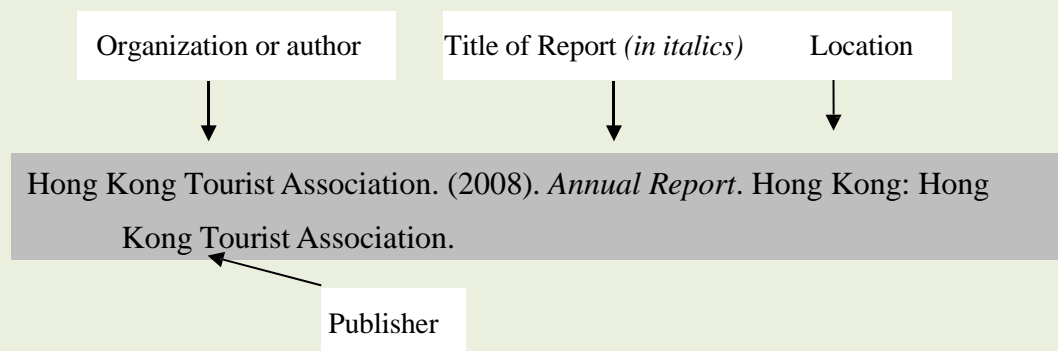 Organization or author
Title of Report (in italics) Location
Hong Kong Tourist Association. (2008). Annual Report. Hong Kong: Hong
Kong Tourist Association.
Publisher